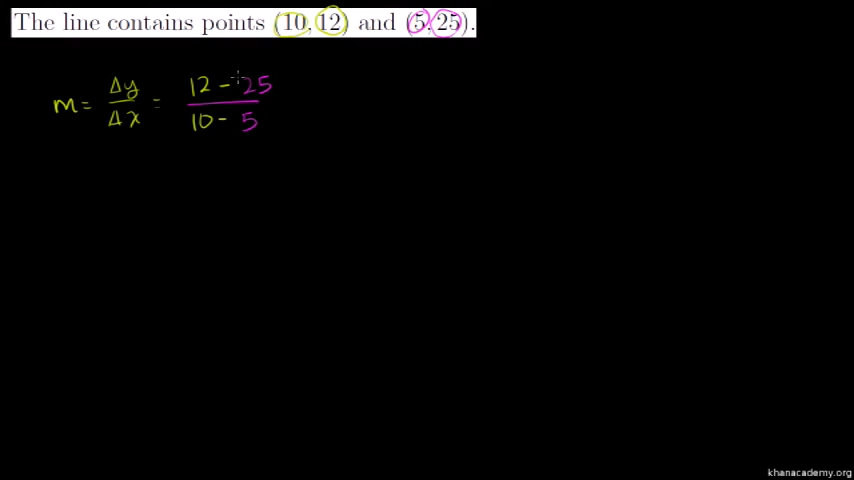 The line contains points (10, 12) and (5, 25).
m = Δy/Δx = 12 - 25/10 - 5
khanacademy.org